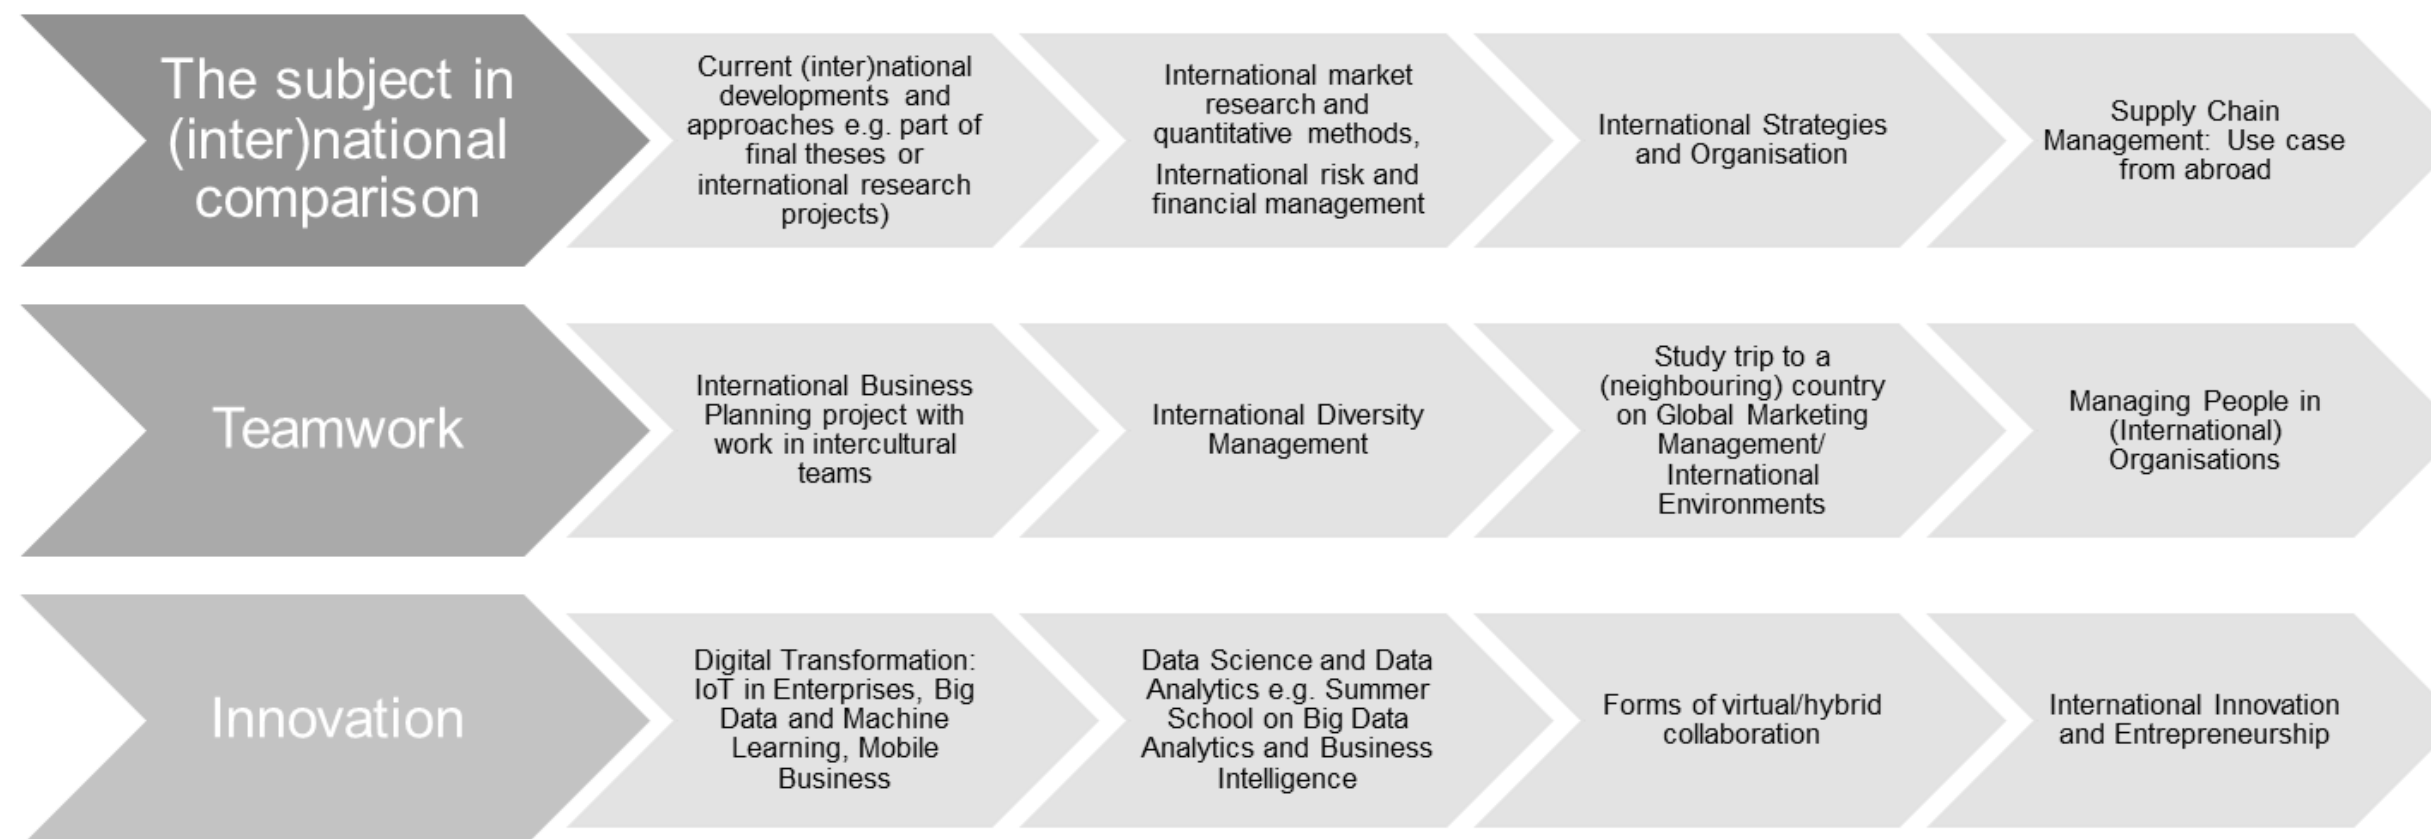 The subject in
(inter)national
comparison
Current (inter)national
developments and
approaches e.g. part of
final theses or
international research
projects)
International market
research and
quantitative methods,
International risk and
financial management
International Strategies
and Organisation
Supply Chain
Management: Use case
from abroad
Teamwork
International Business
Planning project with
work in intercultural
teams
International Diversity
Management
Study trip to a
(neighbouring) country
on Global Marketing
Management/
International
Environments
Managing People in
(International)
Organisations
Innovation
Digital Transformation:
IoT in Enterprises, Big
Data and Machine
Learning, Mobile
Business
Data Science and Data
Analytics e.g. Summer
School on Big Data
Analytics and Business
Intelligence
Forms of virtual/hybrid
collaboration
International Innovation
and Entrepreneurship